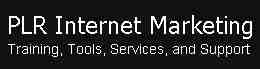 PLR Internet Marketing
Training, Tools, Services, and Support